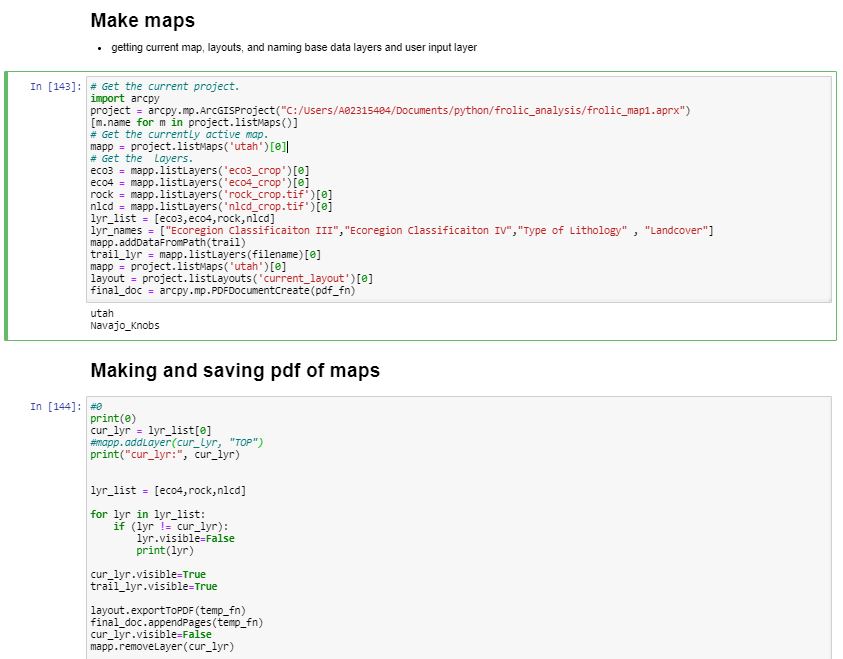 Make maps
• getting current map, layouts, and naming base data layers and user input layer
In [143]:
# Get the current project.
import arcpy
project = arcpy.mp.ArcGISProject("C:/Users/A02315404/Documents/python/frolic_analysis/frolic_map1.aprx")
[m.name for m in project.listMaps()]
# Get the currently active map.
mapp = project.listMaps('utah')[0]
# Get the  Layers.
eco3 = mapp.listLayers('eco3_crop')[0]
eco4 = mapp.listLayers('eco4_crop')[0]
rock = mapp.listLayers('rock_crop.tif')[0]
nlcd = mapp.listLayers('nlcd_crop.tif')[0]
lyr_list = [eco3,eco4,rock,nlcd]
lyr_names = ["Ecoregion Classificaiton III","Ecoregion Classificaiton IV","Type of Lithology" , "Landcover"]
mapp.addDataFromPath(trail)
trail_lyr = mapp.listLayers(filename)[0]
mapp = project.listMaps('utah')[0]
layout = project.listLayouts('current_layout')[0]
final_doc = arcpy.mp.PDFDocumentCreate(pdf_fn)
utah
Navajo_Knobs
Making and saving pdf of maps
In [144]:
#0
print(0)
cur_lyr = lyr_list[0]
#mapp.addLayer(cur_lyr, "TOP")
print("cur_lyr:", cur_lyr)
lyr_list = [eco4,rock,nlcd]
for lyr in lyr_list:
    if (lyr != cur_lyr):
        lyr.visible=False
        print(lyr)
cur_lyr.visible=True
trail_lyr.visible=True
layout.exportToPDF(temp_fn)
final_doc.appendPages(temp_fn)
cur_lyr.visible=False
mapp.removeLayer(cur_lyr)